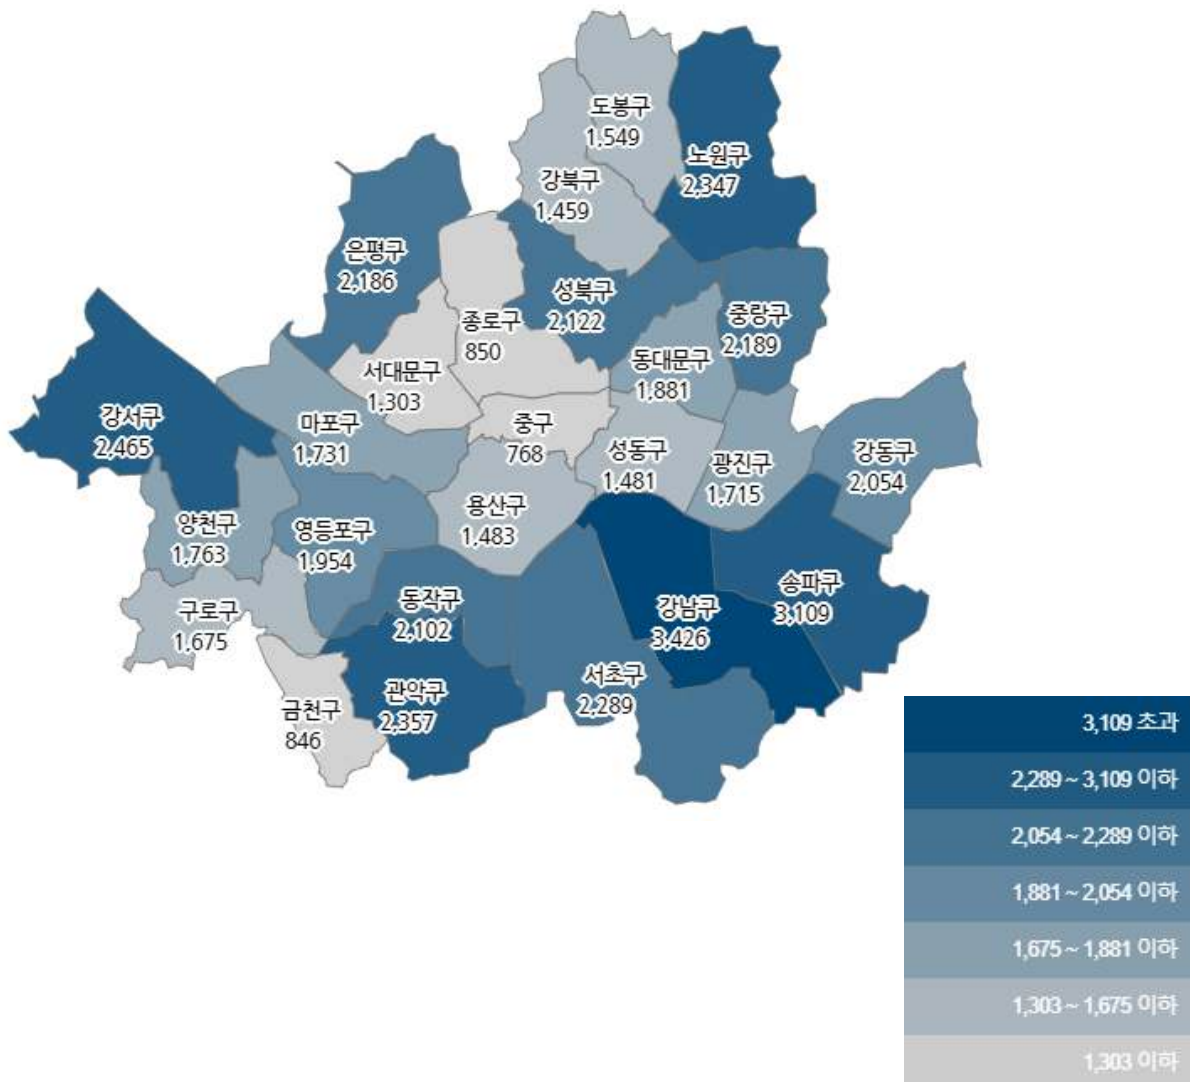 도봉구
1,549
노원구
2,347
강북구
1,459
은평구
2,186
성북구
2,122
중랑구
2,189
종로구
850
동대문구
1,881
서대문구
1,303
강서구
2,465
마포구
1,731
중구
768
성동구
1,481
광진구
1,715
강동구
2,054
양천구
1,763
영등포구
1,954
용산구
1,483
구로구
1,675
동작구
2,102
강남구
3,426
송파구
3,109
금천구
846
관악구
2,357
서초구
2,289
3,109 초과
2,289 ~ 3,109 이하
2,054 ~ 2,289 이하
1,881 ~ 2,054 이하
1,675 ~ 1,881 이하
1,303 ~ 1,675 이하
1,303 이하